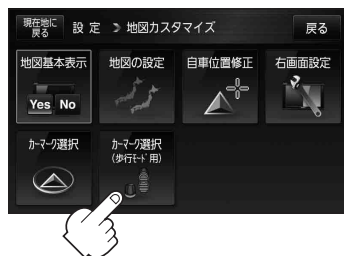 現在地に
戻る
設 定
地図カスタマイズ
戻る
地図基本表示
地図の設定
自車位置修正
右画面設定
Yes No
ｶｰﾏｰｸ選択
ｶｰﾏｰｸ選択
(歩行ﾓｰﾄﾞ用)